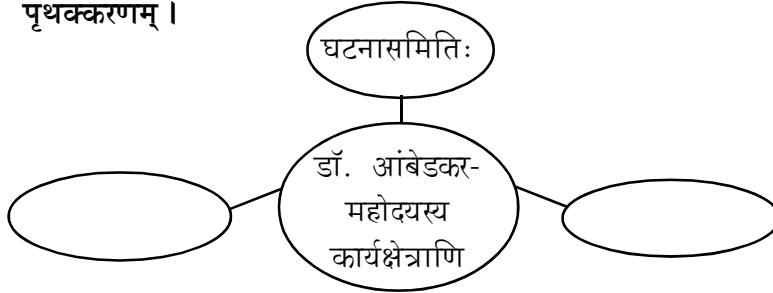 पृथक्करणम् ।
घटनासमितिः
डॉ. आंबेडकर-
महोदयस्य
कार्यक्षेत्राणि